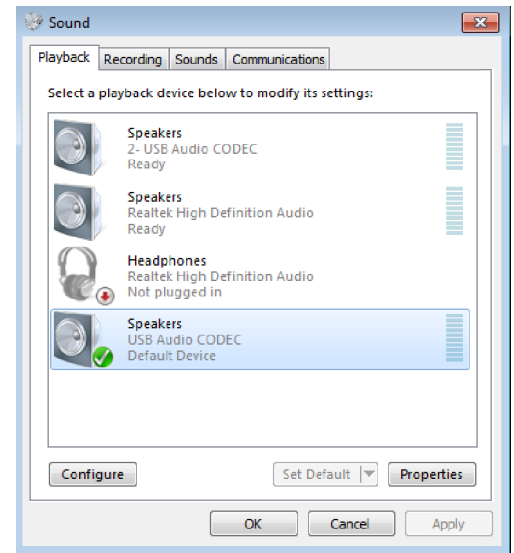 Sound
Playback Recording Sounds Communications
Select a playback device below to modify its settings:
Speakers
2- USB Audio CODEC
Ready
Speakers
Realtek High Definition Audio
Ready
Headphones
Realtek High Definition Audio
Not plugged in
Speakers
USB Audio CODEC
Default Device
Configure Set Default Properties
OK Cancel Apply